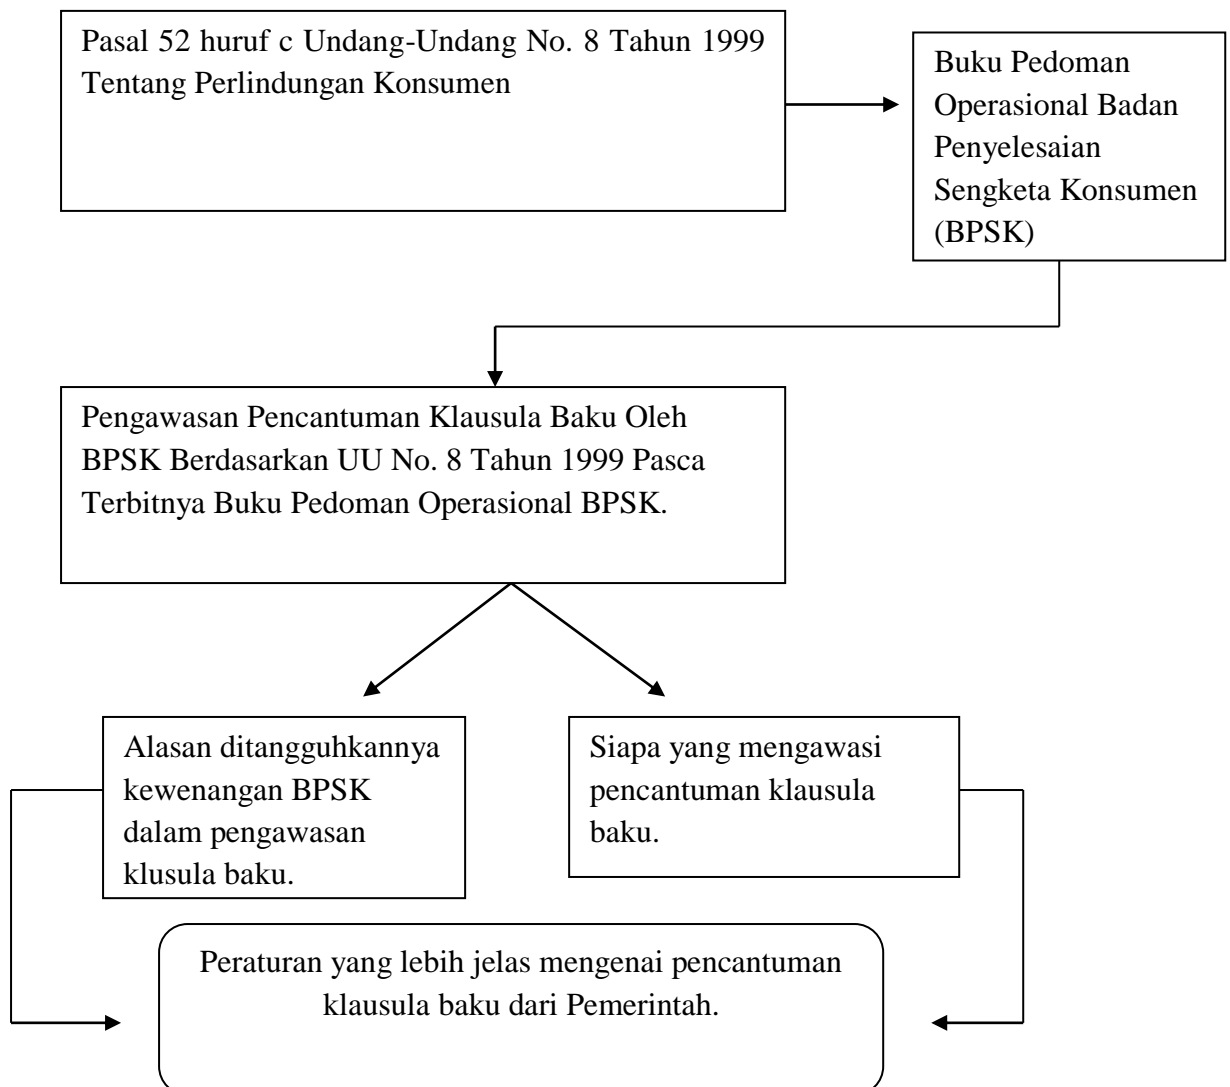 Pasal 52 huruf c Undang-Undang No. 8 Tahun 1999
Tentang Perlindungan Konsumen
Buku Pedoman
Operasional Badan
Penyelesaian
Sengketa Konsumen
(BPSK)
Pengawasan Pencantuman Klausula Baku Oleh
BPSK Berdasarkan UU No. 8 Tahun 1999 Pasca
Terbitnya Buku Pedoman Operasional BPSK.
Alasan ditangguhkannya
kewenangan BPSK
dalam pengawasan
klusula baku.
Siapa yang mengawasi
pencantuman klausula
baku.
Peraturan yang lebih jelas mengenai pencantuman
klausula baku dari Pemerintah.